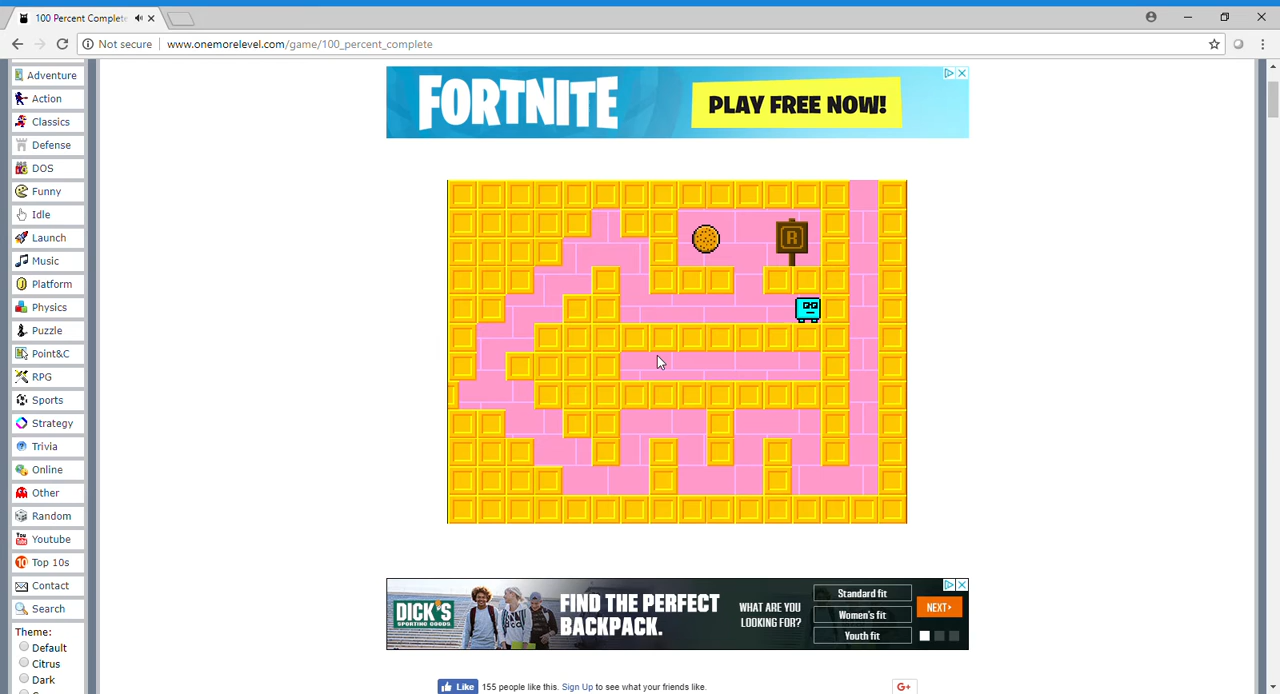 100 Percent Complete
Not secure
www.onemorelevel.com/game/100_percent_complete
Adventure
Action
Classics
Defense
DOS
Funny
Idle
Launch
Music
Platform
Physics
Puzzle
Point&C
RPG
Sports
Strategy
Trivia
Online
Other
Random
Youtube
Top 10s
Contact
Search
Theme:
Default
Citrus
Dark
FORTNITE
PLAY FREE NOW!
R
DICK'S
SPORTING GOODS
FIND THE PERFECT
BACKPACK.
WHAT ARE YOU
LOOKING FOR?
Standard fit
Women's fit
Youth fit
NEXT
Like
155 people like this. Sign Up to see what your friends like.
G+